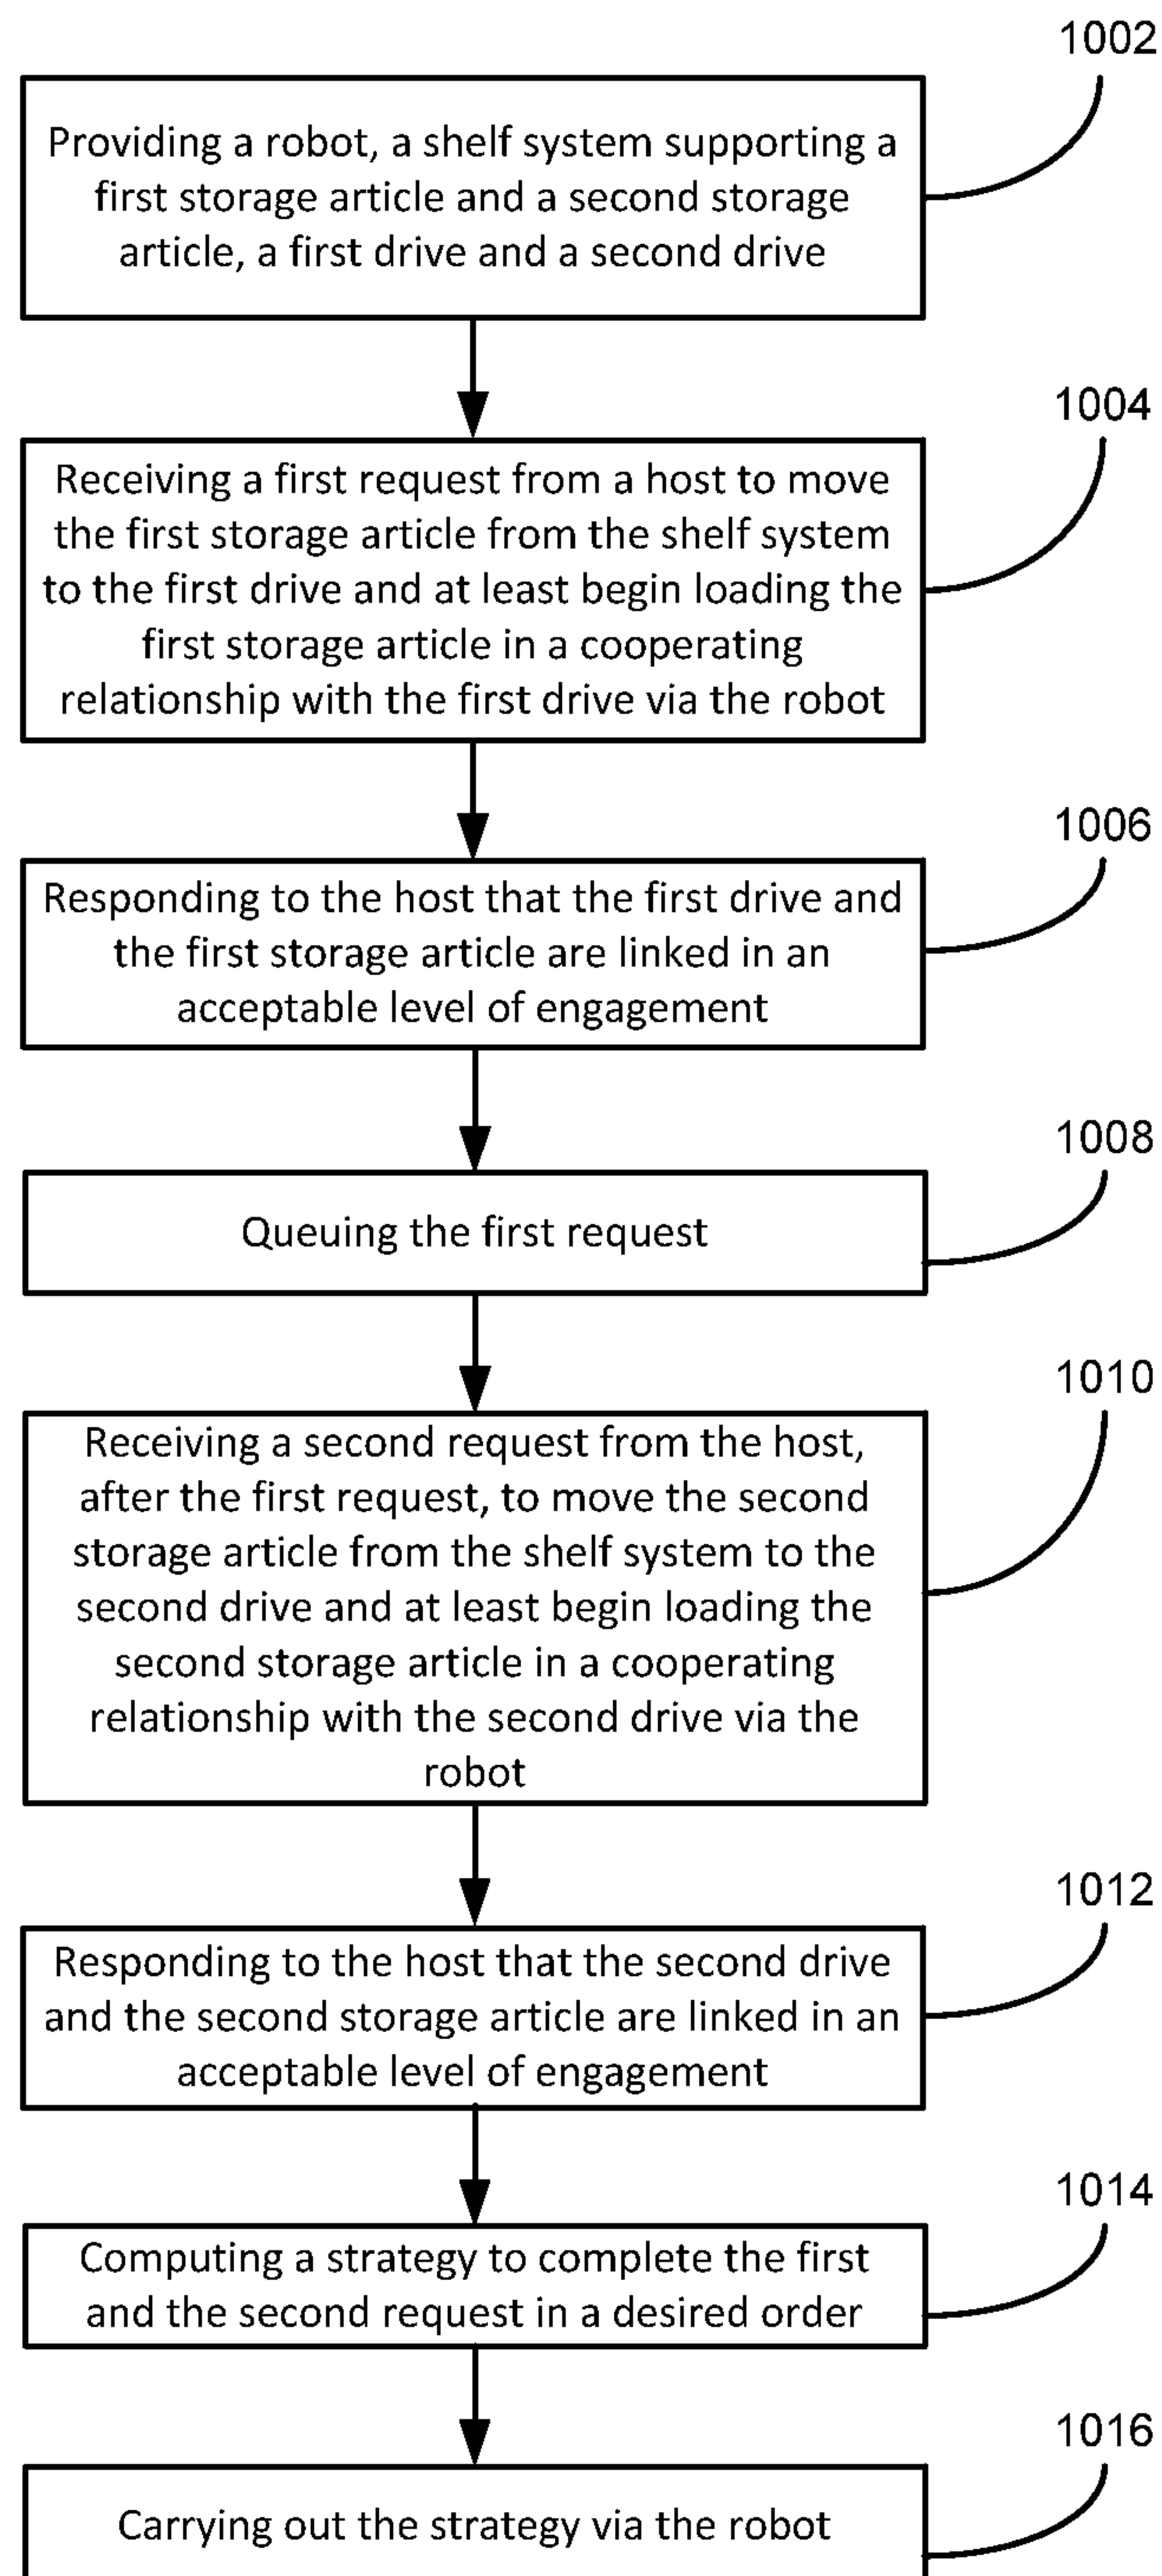 1002
Providing a robot, a shelf system supporting a
first storage article and a second storage
article, a first drive and a second drive
1004
Receiving a first request from a host to move
the first storage article from the shelf system
to the first drive and at least begin loading the
first storage article in a cooperating
relationship with the first drive via the robot
1006
Responding to the host that the first drive and
the first storage article are linked in an
acceptable level of engagement
1008
Queuing the first request
1010
Receiving a second request from the host,
after the first request, to move the second
storage article from the shelf system to the
second drive and at least begin loading the
second storage article in a cooperating
relationship with the second drive via the
robot
1012
Responding to the host that the second drive
and the second storage article are linked in an
acceptable level of engagement
1014
Computing a strategy to complete the first
and the second request in a desired order
1016
Carrying out the strategy via the robot